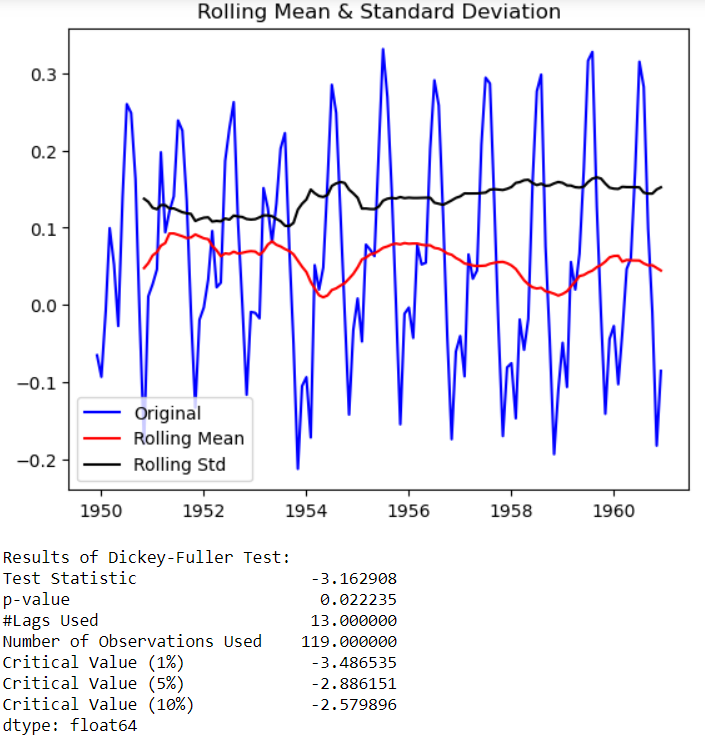 Rolling Mean & Standard Deviation
0.3
0.2
0.1
0.0
−0.1
−0.2
Original
Rolling Mean
Rolling Std
1950 1952 1954 1956 1958 1960
Results of Dickey-Fuller Test:
Test Statistic -3.162908
p-value 0.022235
#Lags Used 13.000000
Number of Observations Used 119.000000
Critical Value (1%) -3.486535
Critical Value (5%) -2.886151
Critical Value (10%) -2.579896
dtype: float64